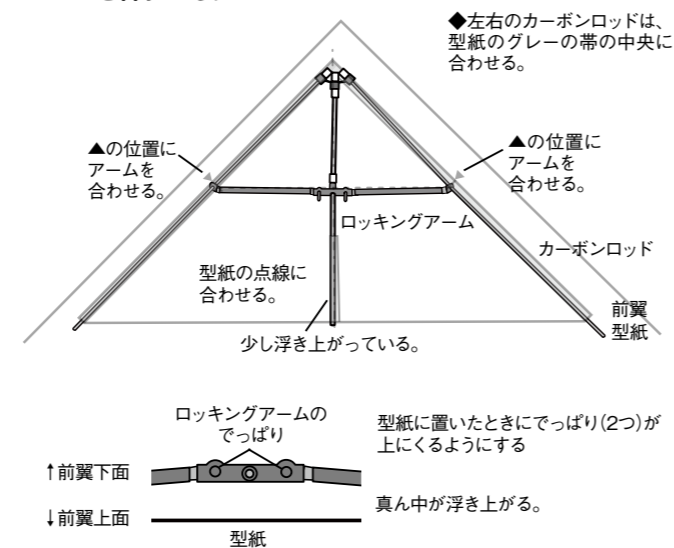 ◆左右のカーボンロッドは、
型紙のグレーの帯の中央に
合わせる。
▲の位置に
アームを
合わせる。
▲の位置に
アームを
合わせる。
ロッキングアーム
カーボンロッド
型紙の点線に
合わせる。
前翼
型紙
少し浮き上がっている。
ロッキングアームの
でっぱり
型紙に置いたときにでっぱり(2つ)が
上にくるようにする
↑前翼下面
真ん中が浮き上がる。
↓前翼上面
型紙